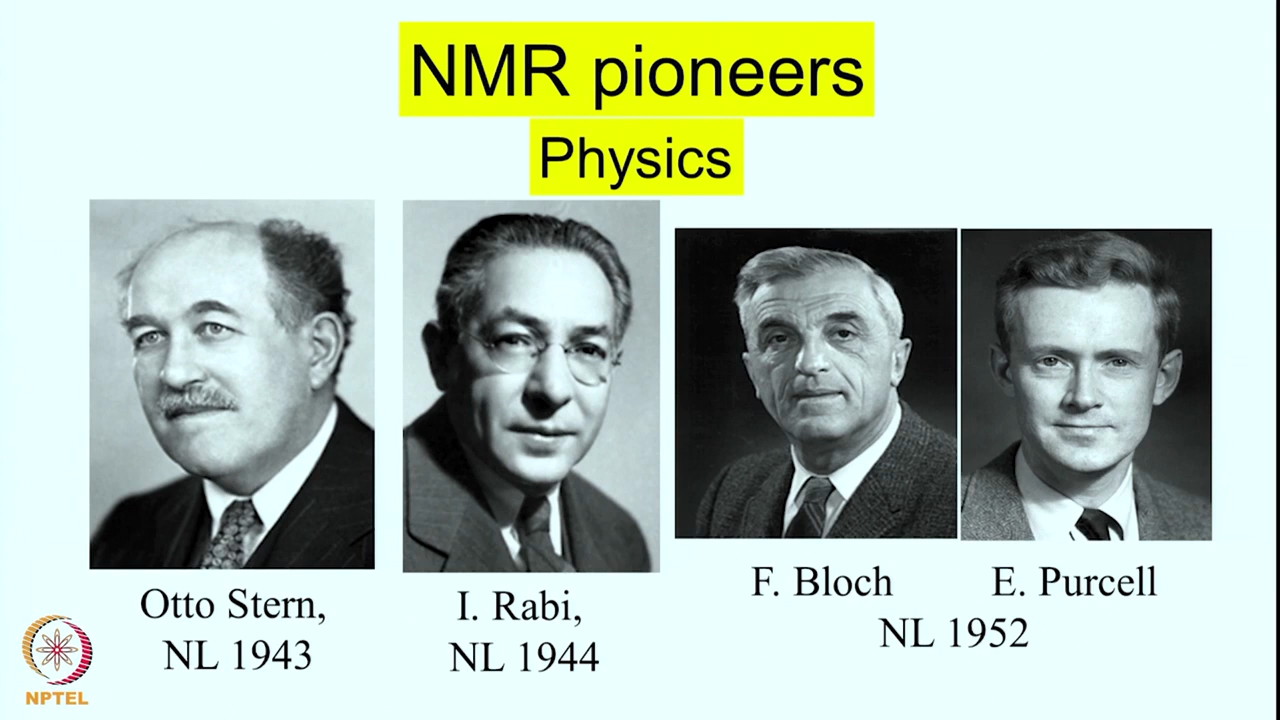 NMR pioneers
Physics
Otto Stern,
NL 1943
I. Rabi,
NL 1944
F. Bloch
E. Purcell
NL 1952
NPTEL